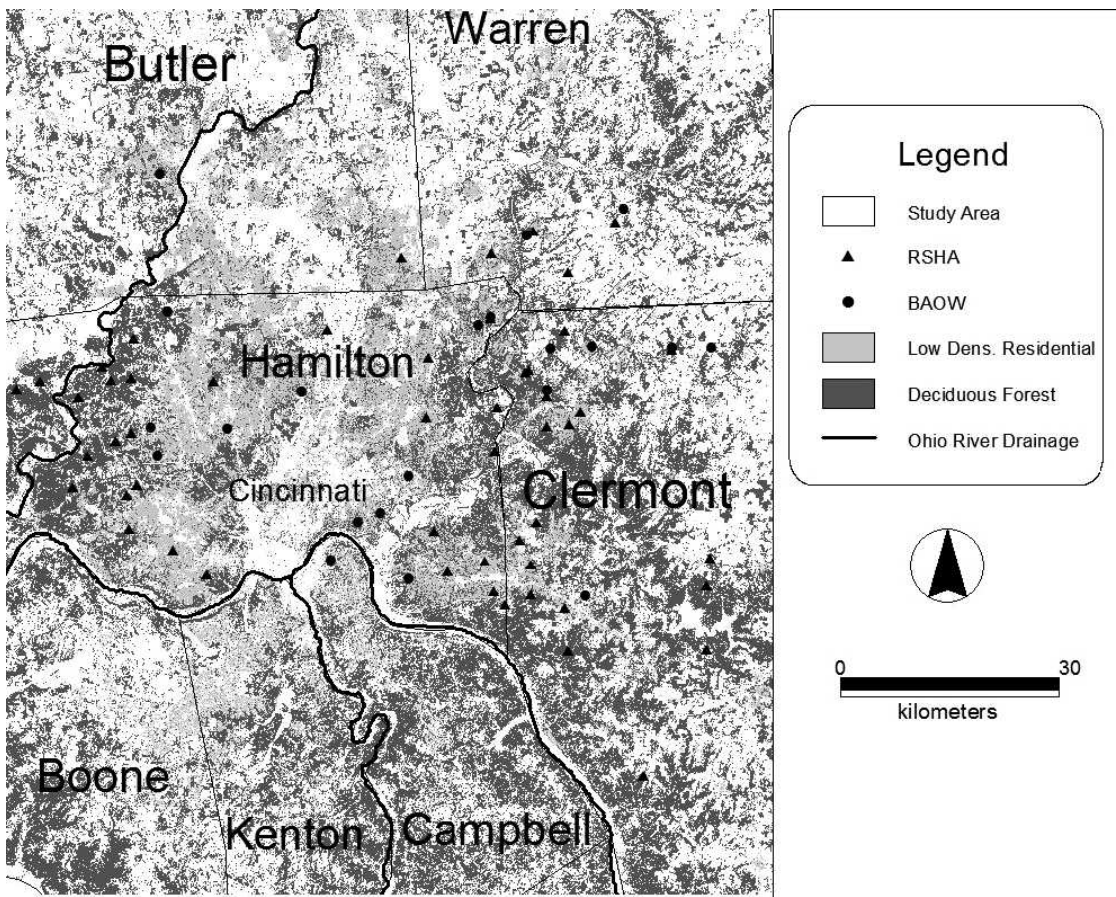 Warren
Butler
Hamilton
Cincinnati
Clermont
Boone
Kenton
Campbell
Legend
Study Area
RSHA
BAOW
Low Dens. Residential
Deciduous Forest
Ohio River Drainage
0 30
kilometers